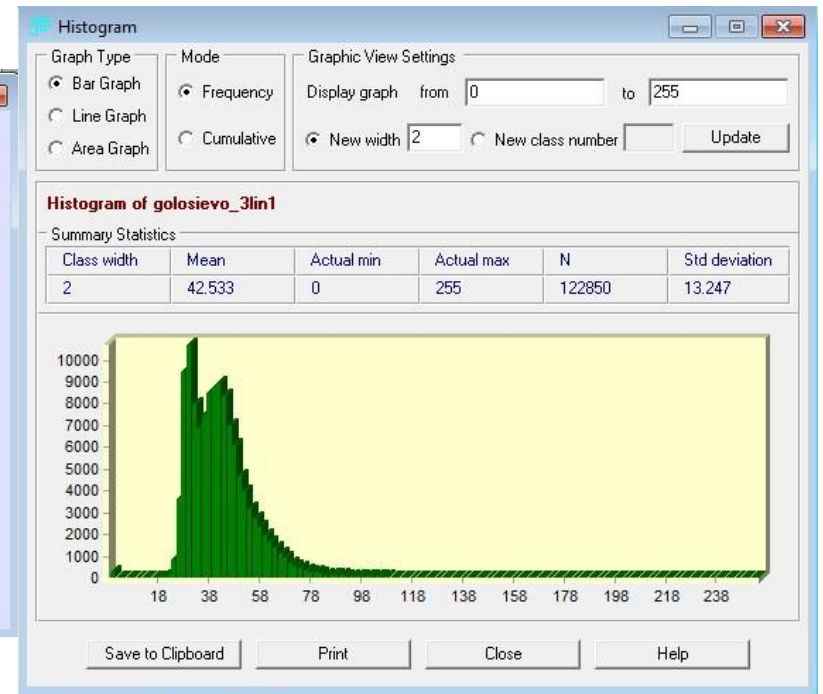 Histogram
Graph Type
Mode
Graphic View Settings
Bar Graph
Frequency
Display graph from 0 to 255
Line Graph
Area Graph
Cumulative
New width 2 New class number Update
Histogram of golosievo_3lin1
Summary Statistics
Class width Mean Actual min Actual max N Std deviation
2 42.533 0 255 122850 13.247
10000
9000
8000
7000
6000
5000
4000
3000
2000
1000
0
18 38 58 78 98 118 138 158 178 198 218 238
Save to Clipboard Print Close Help